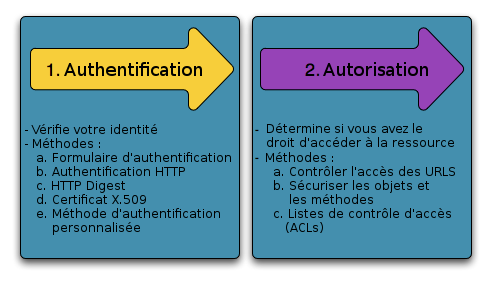 1. Authentification
- Vérifie votre identité
- Méthodes :
a. Formulaire d'authentification
b. Authentification HTTP
c. HTTP Digest
d. Certificat X.509
e. Méthode d'authentification
personnalisée
2. Autorisation
- Détermine si vous avez le
droit d'accéder à la ressource
- Méthodes :
a. Contrôler l'accès des URLS
b. Sécuriser les objets et
les méthodes
c. Listes de contrôle d'accès
(ACLs)